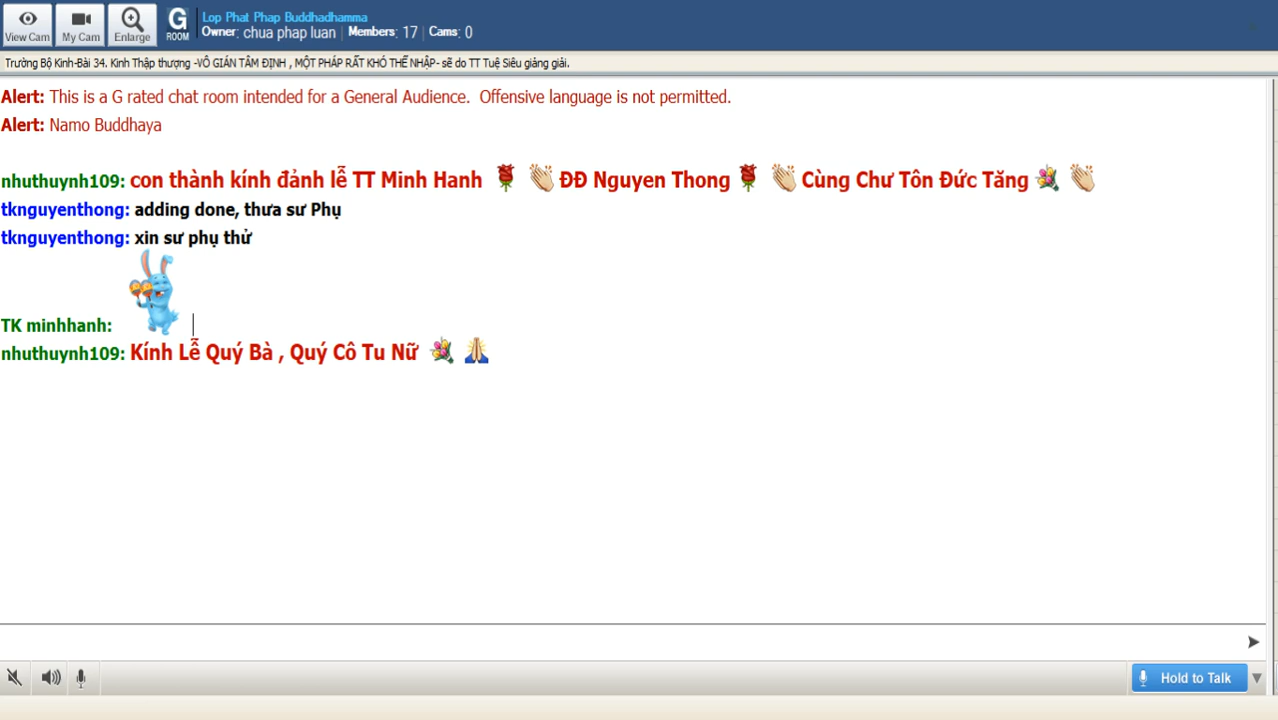 View Cam
My Cam
Enlarge
G
ROOM
Lop Phat Phap Buddhadhamma
Owner: chua phap luan | Members: 17 | Cams: 0
Trường Bộ Kinh-Bài 34. Kinh Thập thượng -VÔ GIÁN TÂM ĐỊNH , MỘT PHÁP RẤT KHÓ THỂ NHẬP- sẽ do TT Tuệ Siêu giảng giải.
Alert: This is a G rated chat room intended for a General Audience. Offensive language is not permitted.
Alert: Namo Buddhaya
nhuthuynh109: con thành kính đảnh lễ TT Minh Hanh 🌹 👏 ĐĐ Nguyen Thong 🌹 👏 Cùng Chư Tôn Đức Tăng 💐 👏
tknguyenthong: adding done, thưa sư Phụ
tknguyenthong: xin sư phụ thử
TK minhhanh:
nhuthuynh109: Kính Lễ Quý Bà , Quý Cô Tu Nữ 💐 🙏
Hold to Talk